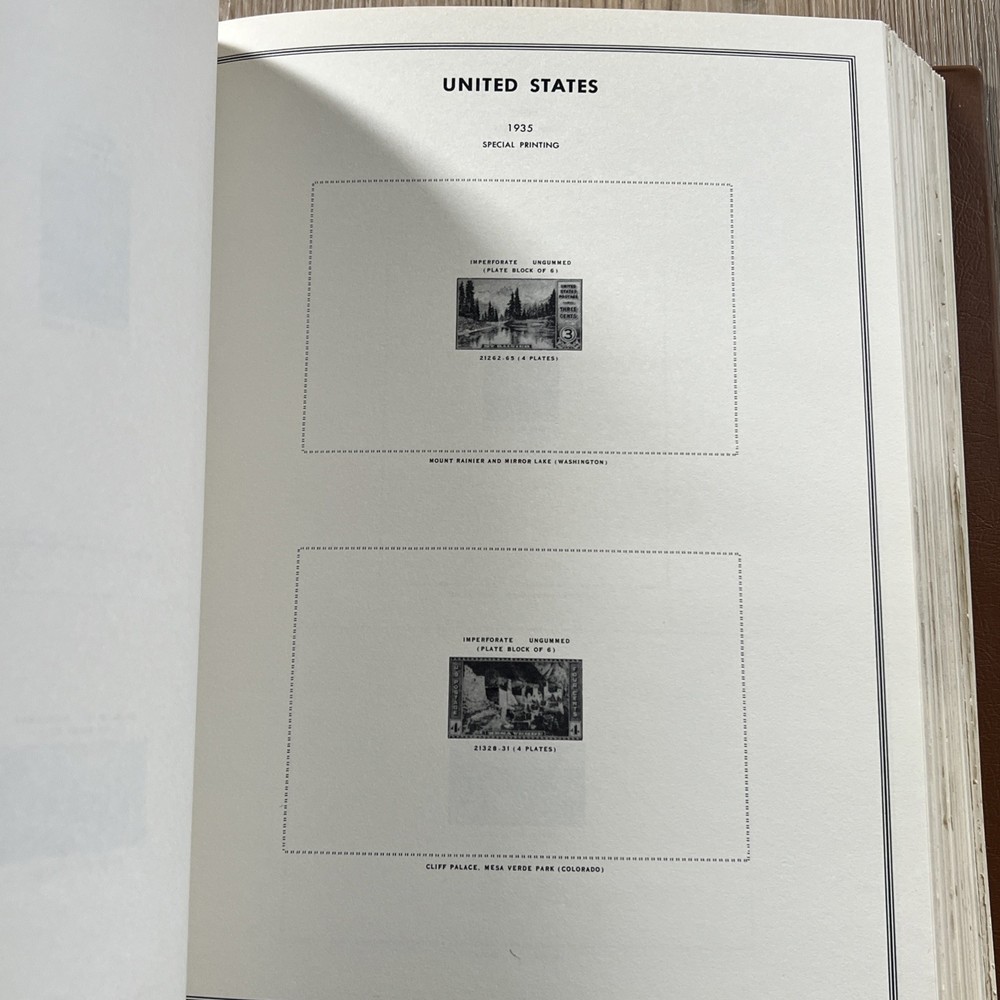 UNITED STATES
1935
SPECIAL PRINTING
IMPERFORATE UNGUMMED
(PLATE BLOCK OF 6)
UNITED
STATES
POSTAGE
THREE
CENTS
3
21262-65 (4 PLATES)
MOUNT RAINIER AND MIRROR LAKE (WASHINGTON)
IMPERFORATE UNGUMMED
(PLATE BLOCK OF 6)
4 4
21328-31 (4 PLATES)
CLIFF PALACE, MESA VERDE PARK (COLORADO)